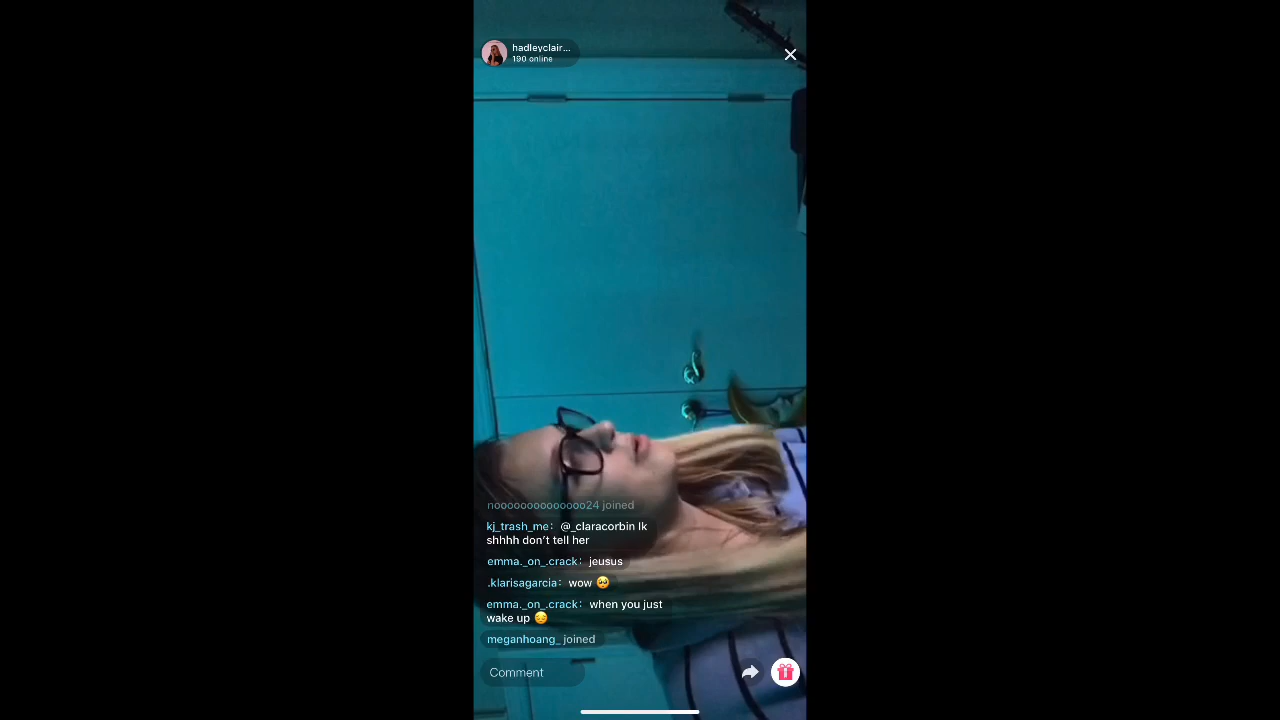 hadleyclair...
190 online
noooooooooooooo24 joined
kj_trash_me: @_claracorbin Ik
shhhh don't tell her
emma._on_.crack: jeusus
.klarisagarcia: wow 🥺
emma._on_.crack: when you just
wake up 😔
meganhoang_ joined
Comment